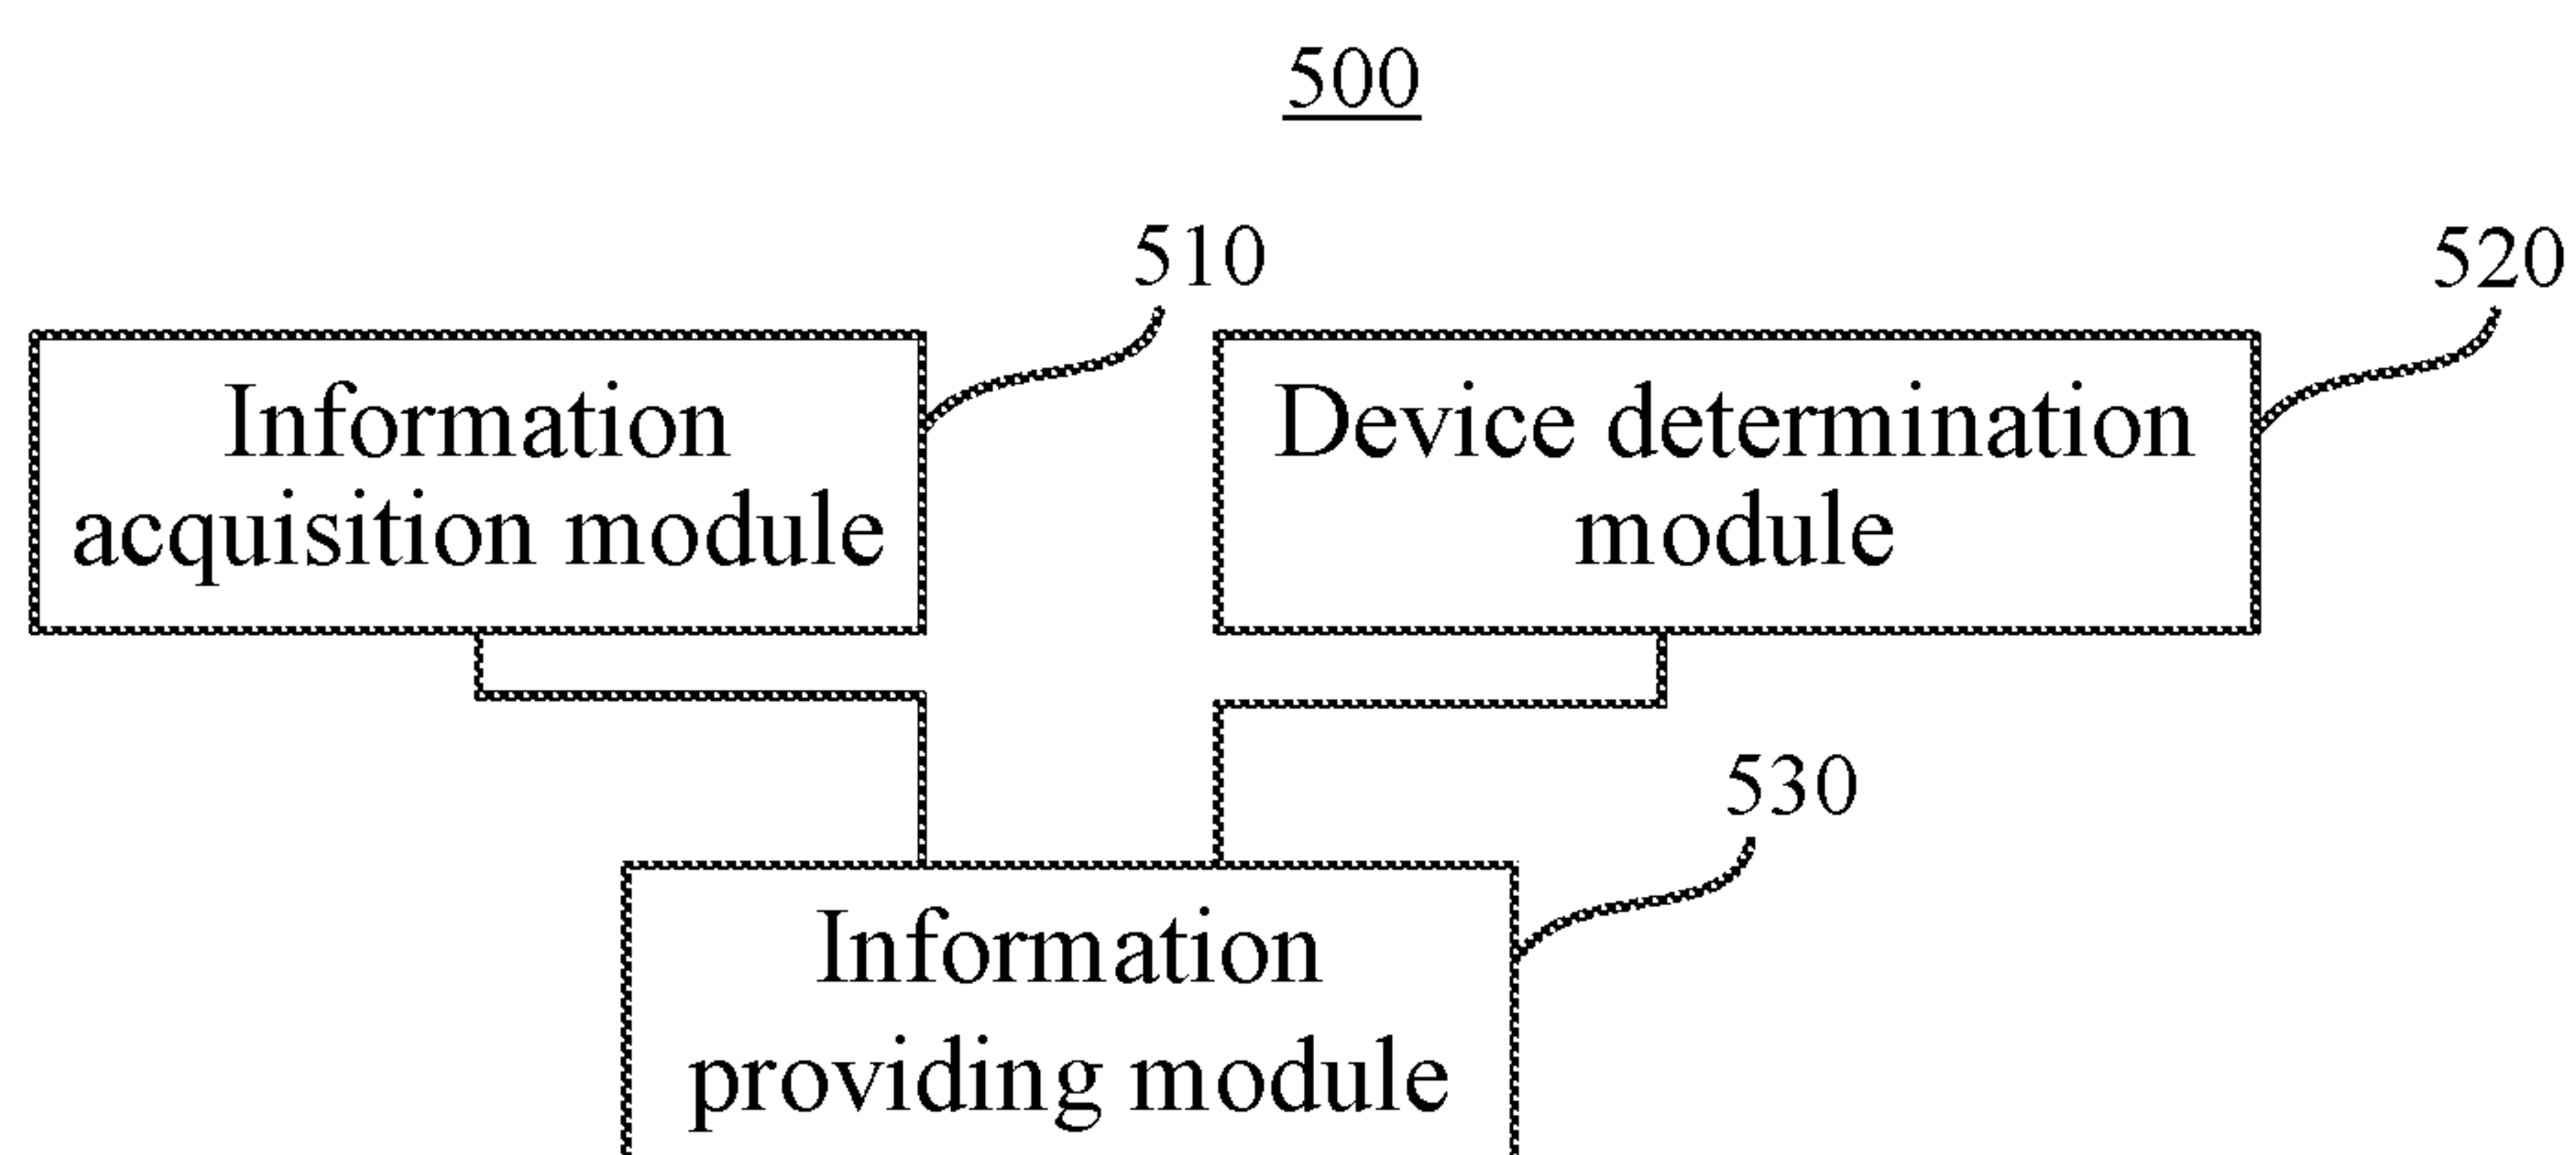 500
510
520
Information
acquisition module
Device determination
module
530
Information
providing module